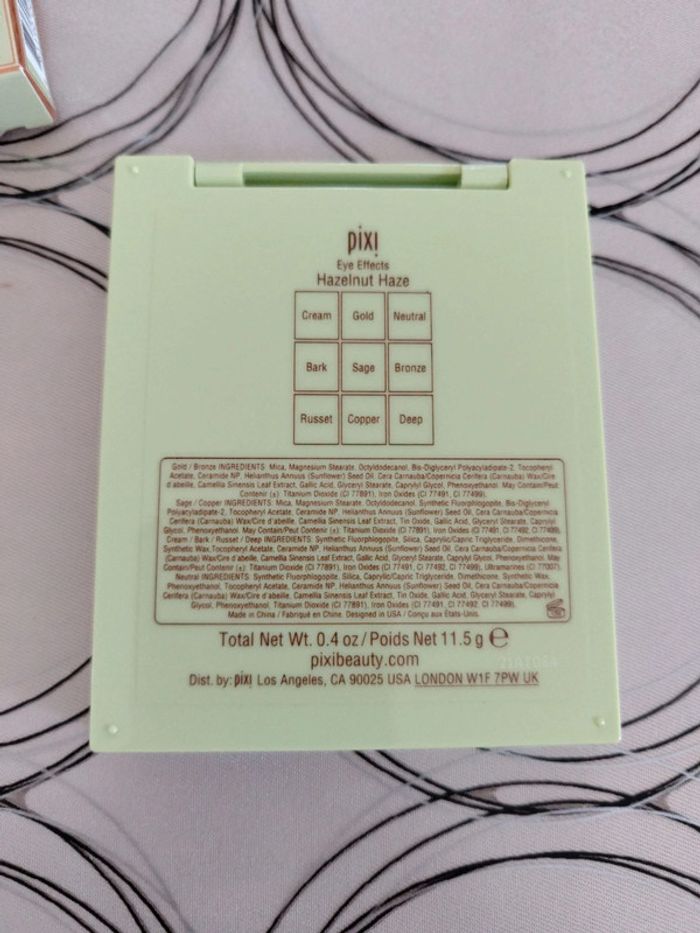 pixi
Eye Effects
Hazelnut Haze
Cream Gold Neutral
Bark Sage Bronze
Russet Copper Deep
Gold / Bronze INGREDIENTS: Mica, Magnesium Stearate, Octyldodecanol, Bis-Diglyceryl Polyacyladipate-2, Tocopheryl
Acetate, Ceramide NP, Helianthus Annuus (Sunflower) Seed Oil, Cera Carnauba/Copernicia Cerifera (Carnauba) Wax/Cire
d'abeille, Camellia Sinensis Leaf Extract, Gallic Acid, Glyceryl Stearate, Caprylyl Glycol, Phenoxyethanol. May Contain/Peut
Contenir (±): Titanium Dioxide (CI 77891), Iron Oxides (CI 77491, CI 77499).
Sage / Copper INGREDIENTS: Mica, Magnesium Stearate, Octyldodecanol, Synthetic Fluorphlogopite, Bis-Diglyceryl
Polyacyladipate-2, Tocopheryl Acetate, Ceramide NP, Helianthus Annuus (Sunflower) Seed Oil, Cera Carnauba/Copernicia
Cerifera (Carnauba) Wax/Cire d'abeille, Camellia Sinensis Leaf Extract, Tin Oxide, Gallic Acid, Glyceryl Stearate, Caprylyl
Glycol, Phenoxyethanol. May Contain/Peut Contenir (±): Titanium Dioxide (CI 77891), Iron Oxides (CI 77491, CI 77492, CI 77499).
Cream / Bark / Russet / Deep INGREDIENTS: Synthetic Fluorphlogopite, Silica, Caprylic/Capric Triglyceride, Dimethicone,
Synthetic Wax, Tocopheryl Acetate, Ceramide NP, Helianthus Annuus (Sunflower) Seed Oil, Cera Carnauba/Copernicia Cerifera
(Carnauba) Wax/Cire d'abeille, Camellia Sinensis Leaf Extract, Gallic Acid, Glyceryl Stearate, Caprylyl Glycol, Phenoxyethanol. May
Contain/Peut Contenir (±): Titanium Dioxide (CI 77891), Iron Oxides (CI 77491, CI 77492, CI 77499), Ultramarines (CI 77007).
Neutral INGREDIENTS: Synthetic Fluorphlogopite, Silica, Caprylic/Capric Triglyceride, Dimethicone, Synthetic Wax,
Phenoxyethanol, Tocopheryl Acetate, Ceramide NP, Helianthus Annuus (Sunflower) Seed Oil, Cera Carnauba/Copernicia
Cerifera (Carnauba) Wax/Cire d'abeille, Camellia Sinensis Leaf Extract, Tin Oxide, Gallic Acid, Glyceryl Stearate, Caprylyl
Glycol, Phenoxyethanol, Titanium Dioxide (CI 77891), Iron Oxides (CI 77491, CI 77492, CI 77499).
Made in China / Fabriqué en Chine. Designed in USA / Conçu aux États-Unis.
Total Net Wt. 0.4 oz / Poids Net 11.5 g e
pixibeauty.com
Dist. by: pixi Los Angeles, CA 90025 USA LONDON W1F 7PW UK